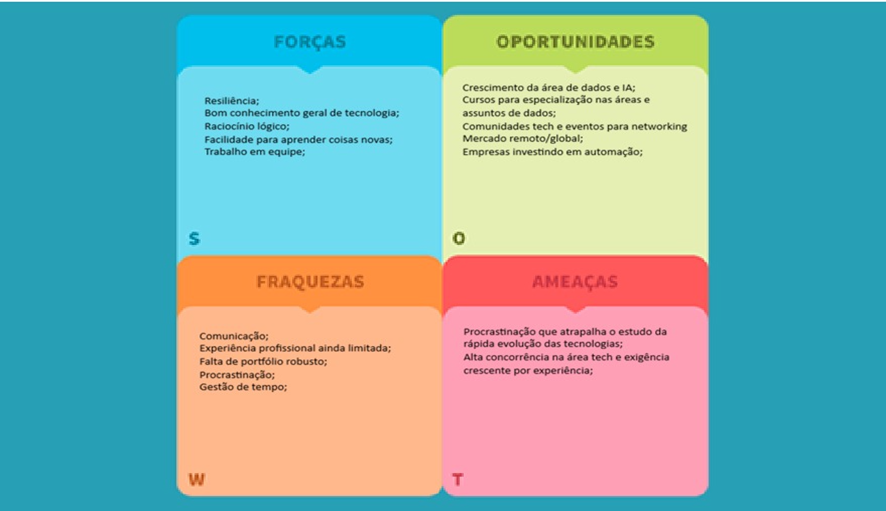 FORÇAS
Resiliência;
Bom conhecimento geral de tecnologia;
Raciocínio lógico;
Facilidade para aprender coisas novas;
Trabalho em equipe;
S
OPORTUNIDADES
Crescimento da área de dados e IA;
Cursos para especialização nas áreas e
assuntos de dados;
Comunidades tech e eventos para networking
Mercado remoto/global;
Empresas investindo em automação;
O
FRAQUEZAS
Comunicação;
Experiência profissional ainda limitada;
Falta de portfólio robusto;
Procrastinação;
Gestão de tempo;
W
AMEAÇAS
Procrastinação que atrapalha o estudo da
rápida evolução das tecnologias;
Alta concorrência na área tech e exigência
crescente por experiência;
T